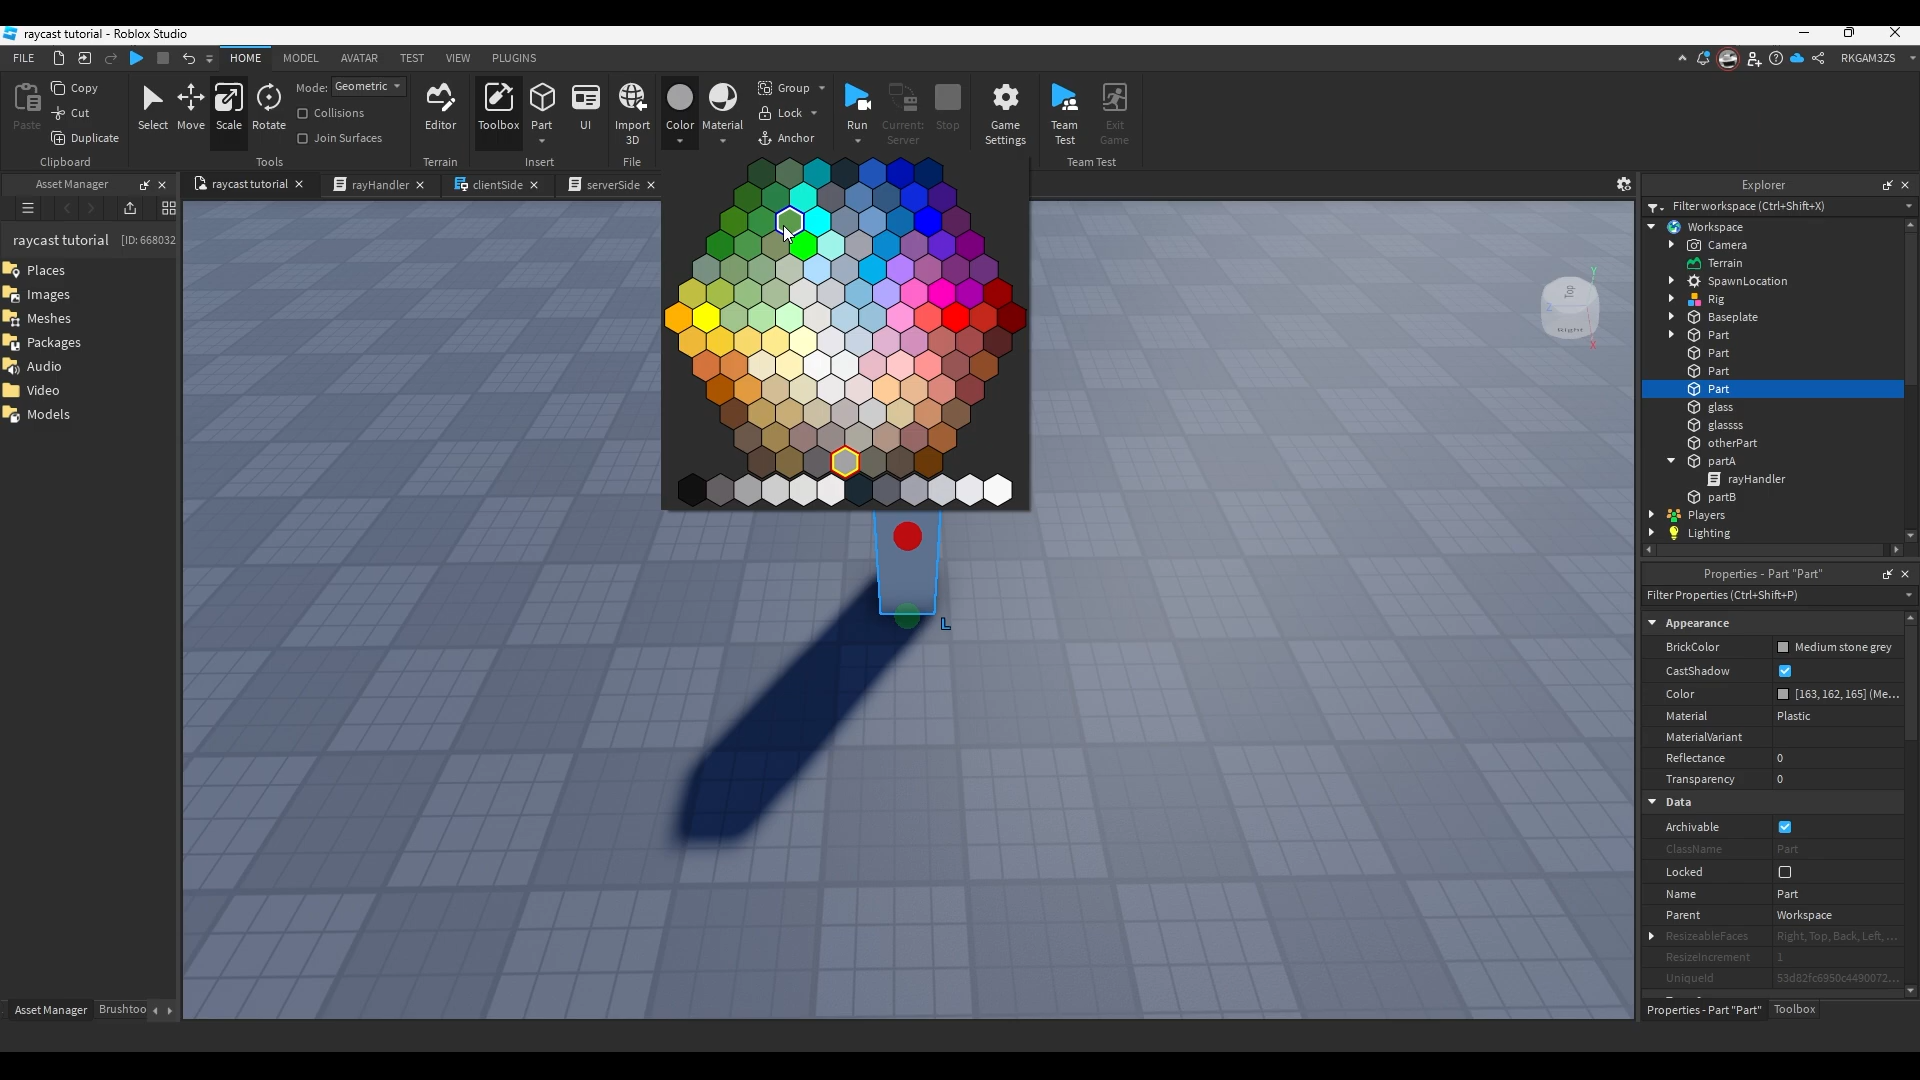 raycast tutorial - Roblox Studio
FILE HOME MODEL AVATAR TEST VIEW PLUGINS RKGAM3ZS
Paste Copy Cut Duplicate Clipboard
Select Move Scale Rotate Mode: Geometric Collisions Join Surfaces Tools
Editor Terrain
Toolbox Part UI Insert
Import 3D File
Color Material Group Lock Anchor
Run Current: Server Stop
Game Settings
Team Test Exit Game Team Test
Asset Manager
raycast tutorial rayHandler clientSide serverSide
raycast tutorial [ID: 668032
Places
Images
Meshes
Packages
Audio
Video
Models
Asset Manager Brushtoo
L
Top
Right
Y
Z
X
Explorer
Filter workspace (Ctrl+Shift+X)
Workspace
Camera
Terrain
SpawnLocation
Rig
Baseplate
Part
Part
Part
Part
glass
glassss
otherPart
partA
rayHandler
partB
Players
Lighting
Properties - Part "Part"
Filter Properties (Ctrl+Shift+P)
Appearance
BrickColor Medium stone grey
CastShadow
Color [163, 162, 165] (Me...
Material Plastic
MaterialVariant
Reflectance 0
Transparency 0
Data
Archivable
ClassName Part
Locked
Name Part
Parent Workspace
ResizeableFaces Right, Top, Back, Left, ...
ResizeIncrement 1
UniqueId 53d82fc6950c4490072...
Properties - Part "Part" Toolbox